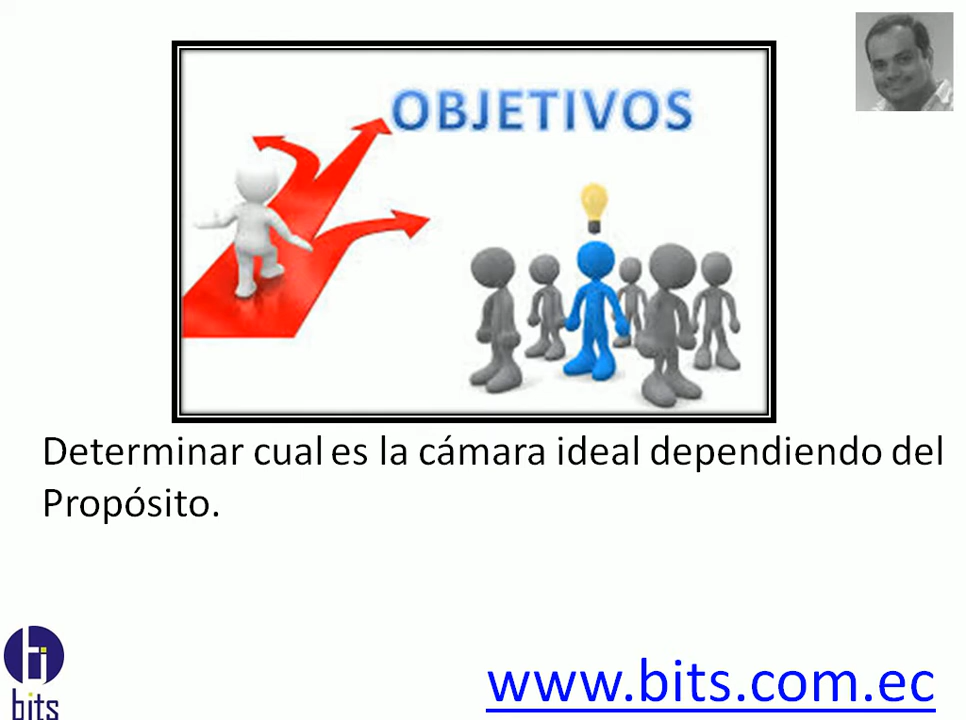 OBJETIVOS
Determinar cual es la cámara ideal dependiendo del
Propósito.
bits
www.bits.com.ec